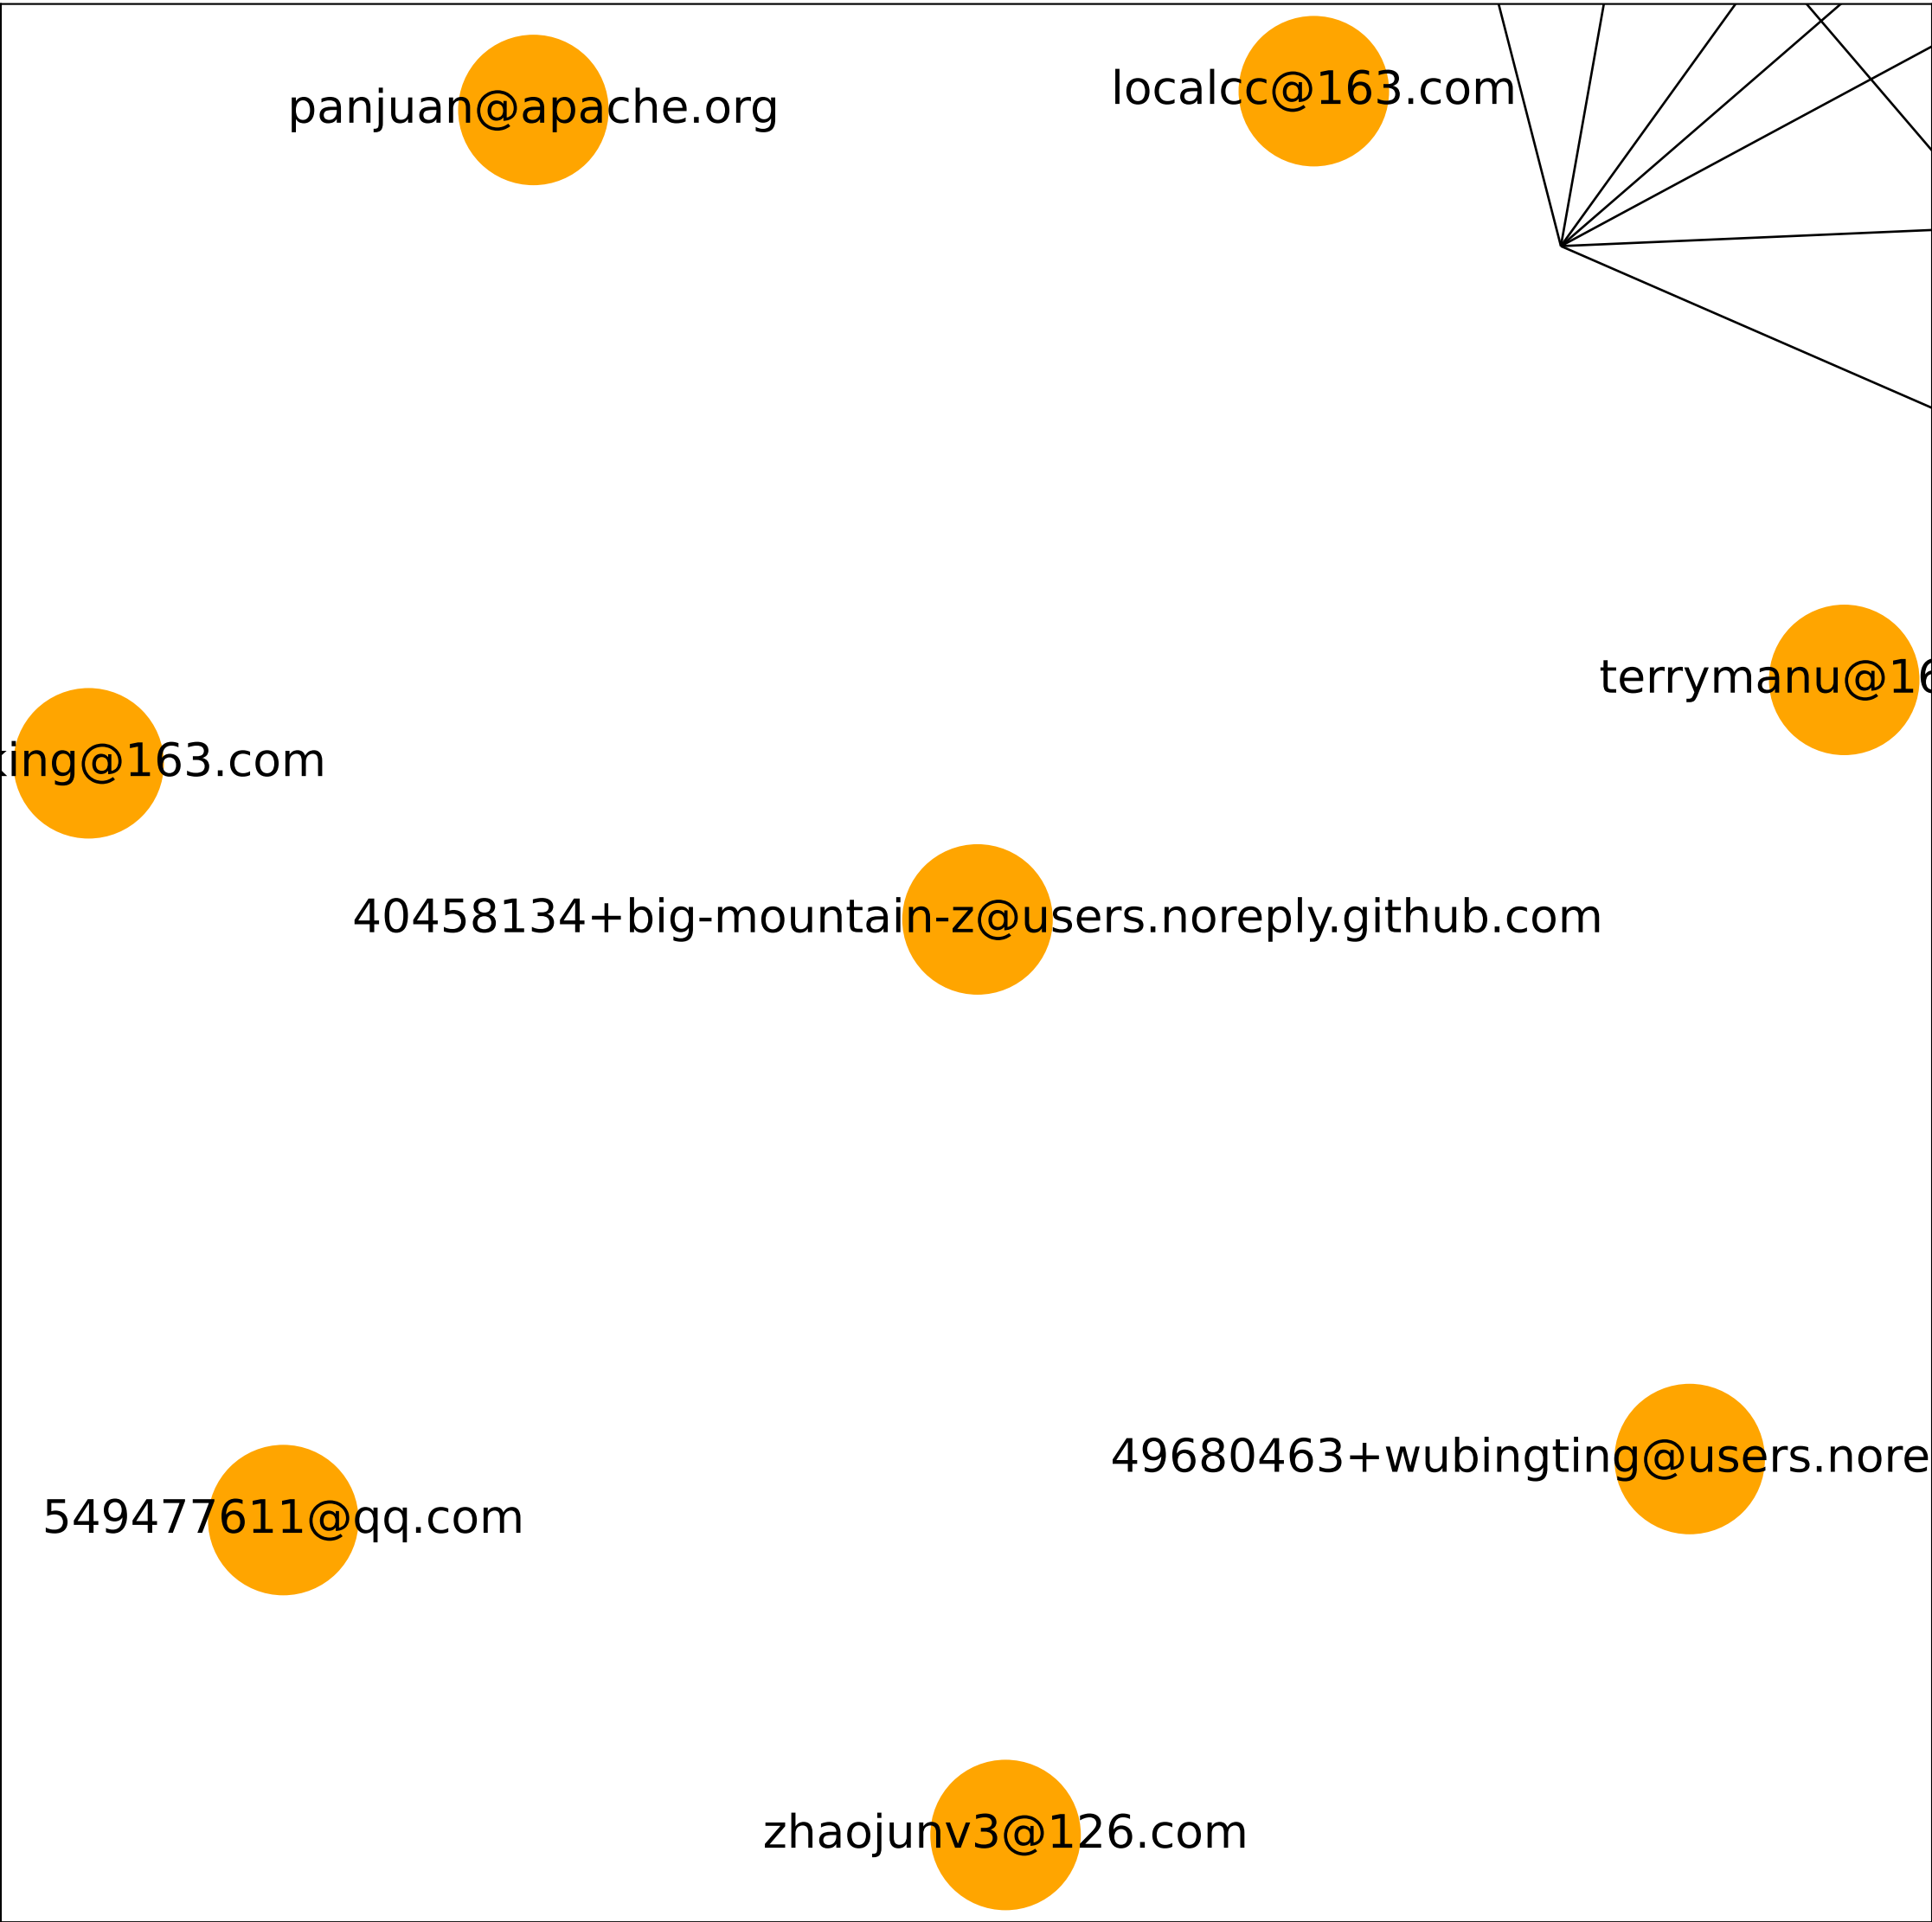 localcc@163.com
panjuan@apache.org
terrymanu@16
king@163.com
40458134+big-mountain-z@users.noreply.github.com
49680463+wubingting@users.nore
549477611@qq.com
zhaojunv3@126.com